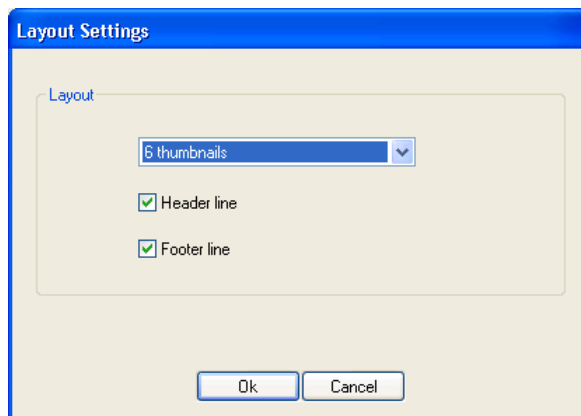 Layout Settings
Layout
6 thumbnails
Header line
Footer line
Ok Cancel